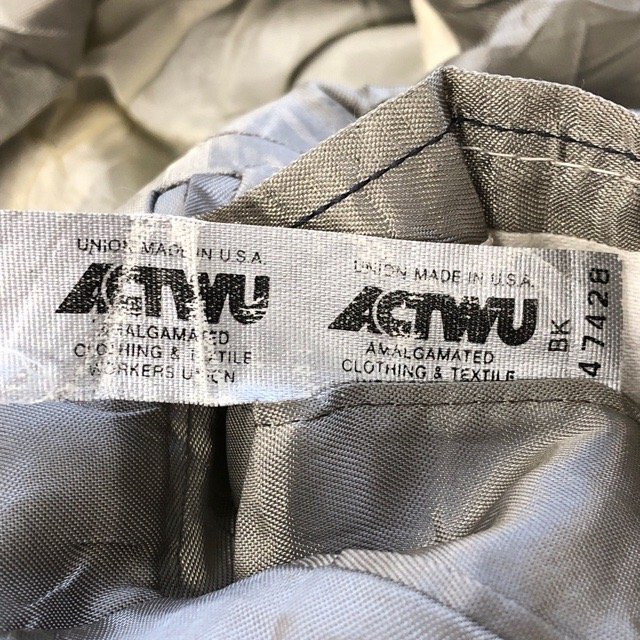 UNION MADE IN U.S.A.
ACTWU
AMALGAMATED
CLOTHING & TEXTILE
WORKERS UNION
UNION MADE IN U.S.A.
ACTWU
AMALGAMATED
CLOTHING & TEXTILE
BK
47428